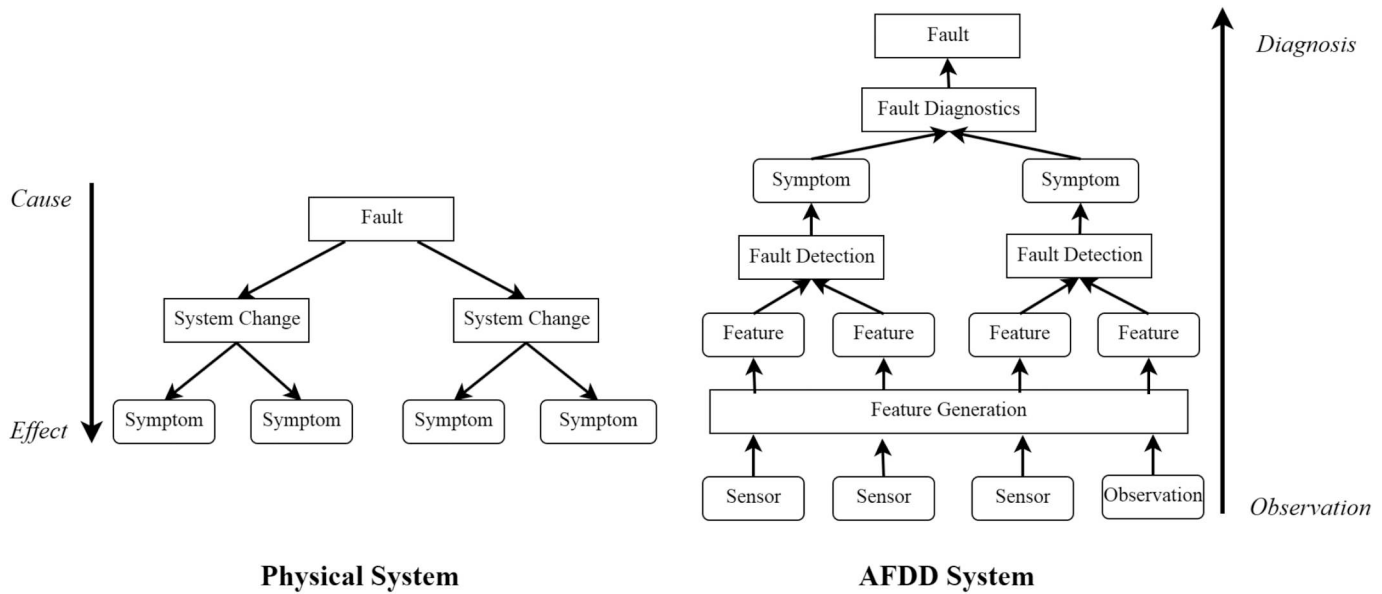 Cause
Effect
Fault
System Change
System Change
Symptom
Symptom
Symptom
Symptom
Physical System
Fault
Fault Diagnostics
Symptom
Symptom
Fault Detection
Fault Detection
Feature
Feature
Feature
Feature
Feature Generation
Sensor
Sensor
Sensor
Observation
Diagnosis
Observation
AFDD System